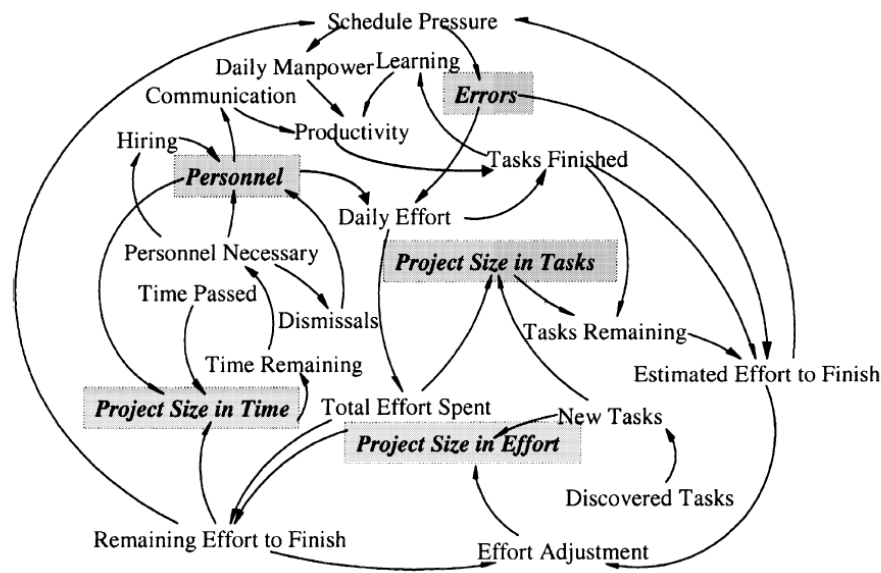 Schedule Pressure
Daily Manpower
Learning
Communication
Errors
Hiring
Productivity
Tasks Finished
Personnel
Daily Effort
Personnel Necessary
Project Size in Tasks
Time Passed
Dismissals
Tasks Remaining
Time Remaining
Estimated Effort to Finish
Project Size in Time
Total Effort Spent
New Tasks
Project Size in Effort
Discovered Tasks
Remaining Effort to Finish
Effort Adjustment